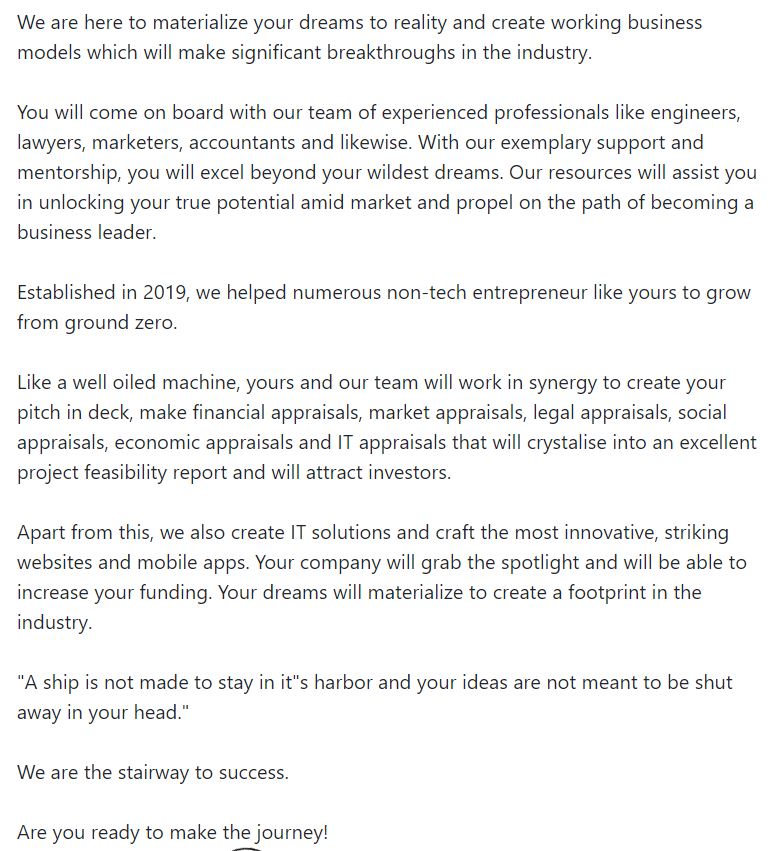 We are here to materialize your dreams to reality and create working business
models which will make significant breakthroughs in the industry.
You will come on board with our team of experienced professionals like engineers,
lawyers, marketers, accountants and likewise. With our exemplary support and
mentorship, you will excel beyond your wildest dreams. Our resources will assist you
in unlocking your true potential amid market and propel on the path of becoming a
business leader.
Established in 2019, we helped numerous non-tech entrepreneur like yours to grow
from ground zero.
Like a well oiled machine, yours and our team will work in synergy to create your
pitch in deck, make financial appraisals, market appraisals, legal appraisals, social
appraisals, economic appraisals and IT appraisals that will crystalise into an excellent
project feasibility report and will attract investors.
Apart from this, we also create IT solutions and craft the most innovative, striking
websites and mobile apps. Your company will grab the spotlight and will be able to
increase your funding. Your dreams will materialize to create a footprint in the
industry.
"A ship is not made to stay in it"s harbor and your ideas are not meant to be shut
away in your head."
We are the stairway to success.
Are you ready to make the journey!